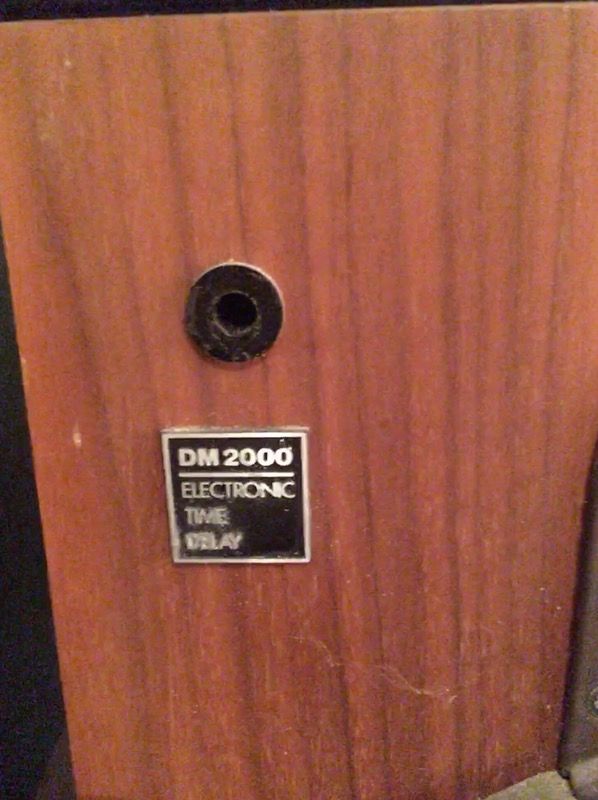 DM 2000
ELECTRONIC
TIME
DELAY